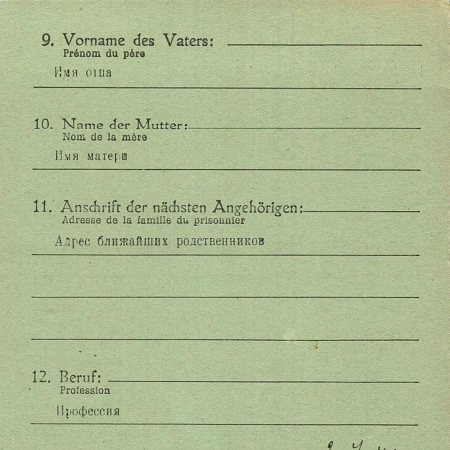 9. Vorname des Vaters:
Prénom du père
Имя отца
10. Name der Mutter:
Nom de la mère
Имя матери
11. Anschrift der nächsten Angehörigen:
Adresse de la famille du prisonnier
Адрес ближайших родственников
12. Beruf:
Profession
Профессия